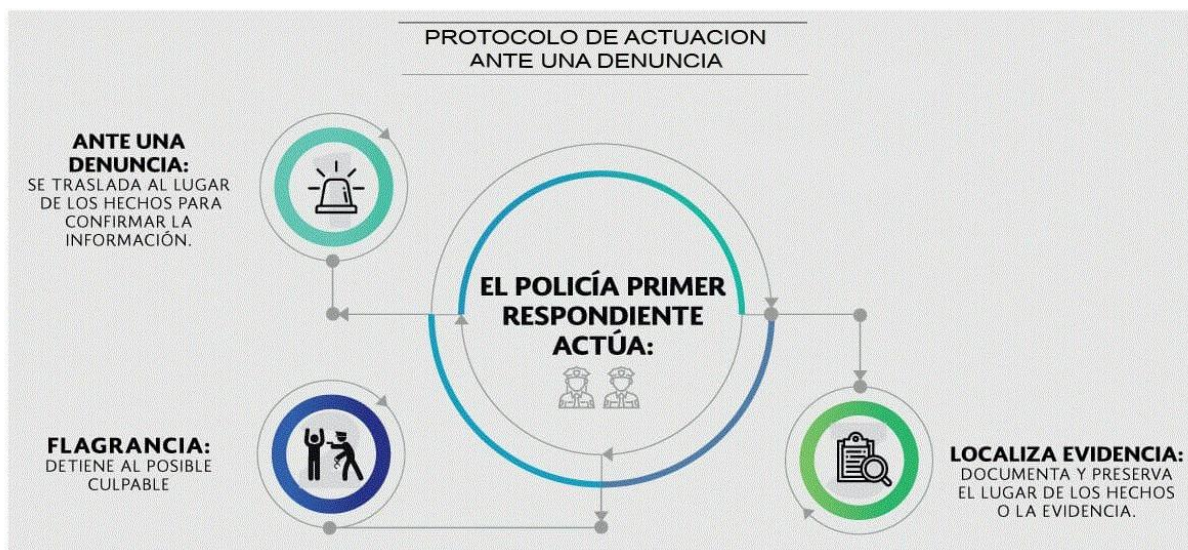 PROTOCOLO DE ACTUACION
ANTE UNA DENUNCIA
ANTE UNA
DENUNCIA:
SE TRASLADA AL LUGAR
DE LOS HECHOS PARA
CONFIRMAR LA
INFORMACIÓN.
EL POLICÍA PRIMER
RESPONDIENTE
ACTÚA:
FLAGRANCIA:
DETIENE AL POSIBLE
CULPABLE
LOCALIZA EVIDENCIA:
DOCUMENTA Y PRESERVA
EL LUGAR DE LOS HECHOS
O LA EVIDENCIA.